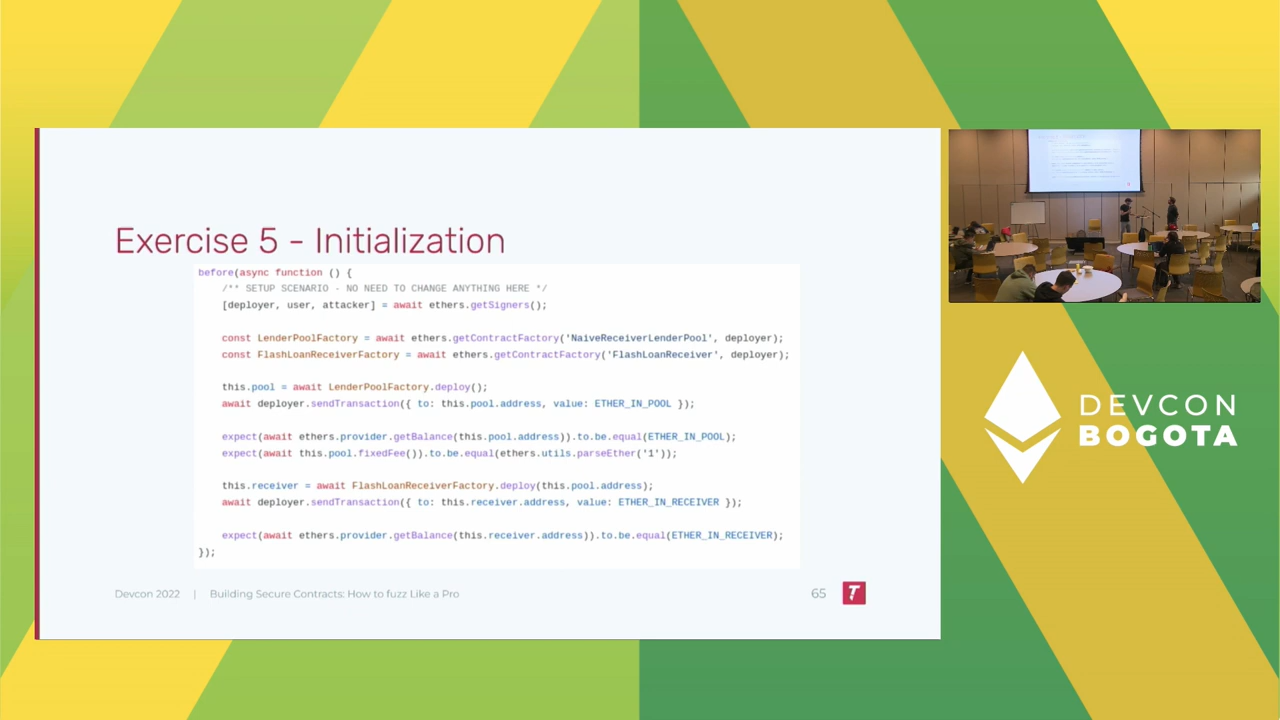 Exercise 5 - Initialization
before(async function () {
/** SETUP SCENARIO - NO NEED TO CHANGE ANYTHING HERE */
[deployer, user, attacker] = await ethers.getSigners();
const LenderPoolFactory = await ethers.getContractFactory('NaiveReceiverLenderPool', deployer);
const FlashLoanReceiverFactory = await ethers.getContractFactory('FlashLoanReceiver', deployer);
this.pool = await LenderPoolFactory.deploy();
await deployer.sendTransaction({ to: this.pool.address, value: ETHER_IN_POOL });
expect(await ethers.provider.getBalance(this.pool.address)).to.be.equal(ETHER_IN_POOL);
expect(await this.pool.fixedFee()).to.be.equal(ethers.utils.parseEther('1'));
this.receiver = await FlashLoanReceiverFactory.deploy(this.pool.address);
await deployer.sendTransaction({ to: this.receiver.address, value: ETHER_IN_RECEIVER });
expect(await ethers.provider.getBalance(this.receiver.address)).to.be.equal(ETHER_IN_RECEIVER);
});
Devcon 2022 | Building Secure Contracts: How to fuzz Like a Pro 65
DEVCON
BOGOTA